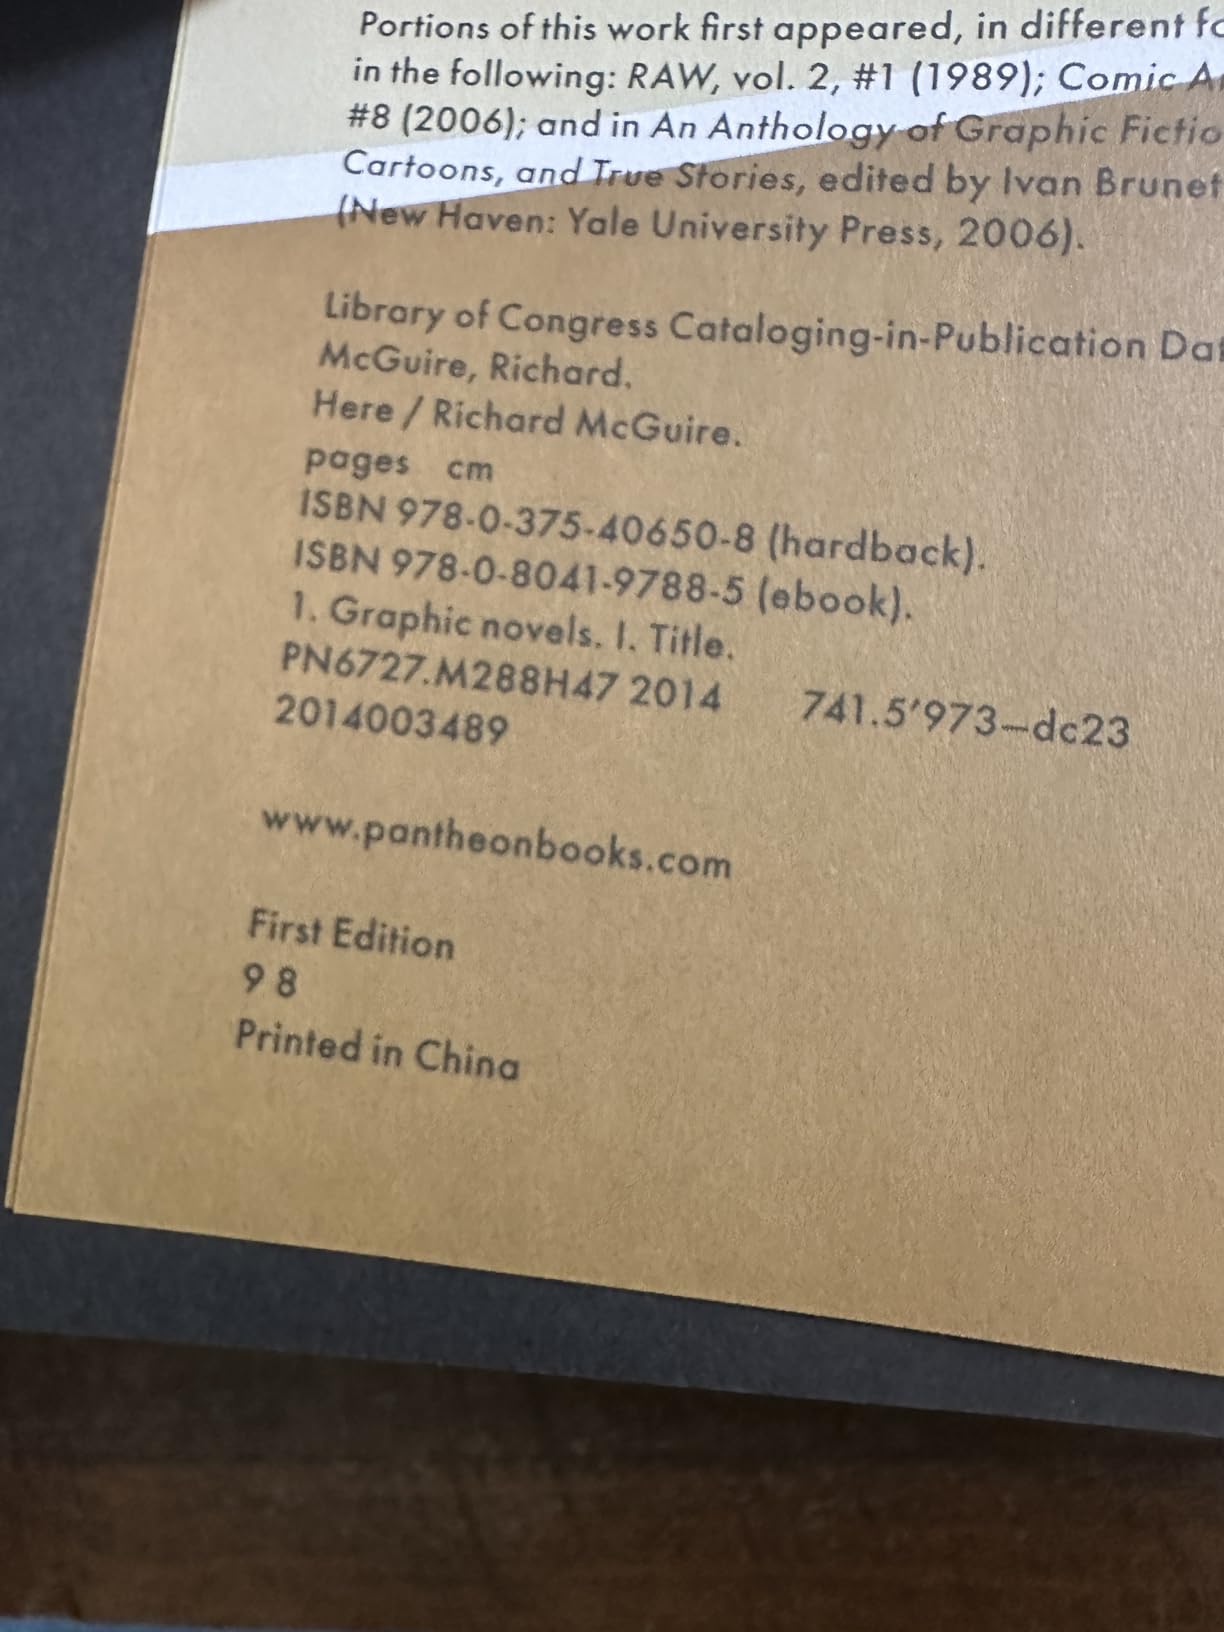 Portions of this work first appeared, in different
in the following: RAW, vol. 2, #1 (1989); Comic
#8 (2006); and in An Anthology of Graphic
Cartoons, and True Stories, edited by Ivan
(New Haven: Yale University Press, 2006).
Library of Congress Cataloging-in-Publication
McGuire, Richard.
Here / Richard McGuire.
pages cm
ISBN 978-0-375-40650-8 (hardback).
ISBN 978-0-8041-9788-5 (ebook).
1. Graphic novels. I. Title.
PN6727.M288H47 2014 741.5'973—dc23
2014003489
www.pantheonbooks.com
First Edition
9 8
Printed in China